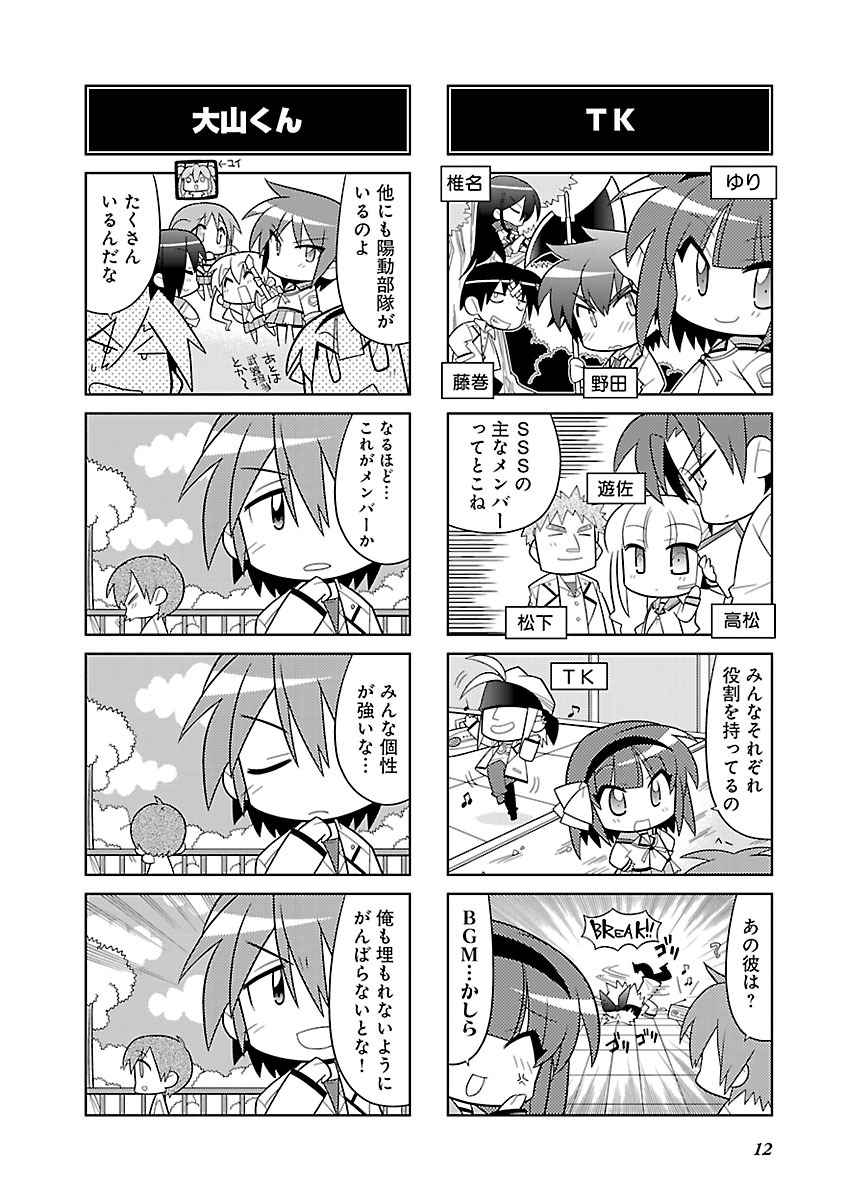 TK
ゆり
椎名
野田
藤巻
SSSの
主なメンバー
ってとこね
遊佐
松下
高松
みんなそれぞれ
役割を持ってるの
TK
あの彼は?
BREAK!!
ゴリ
ゴリ
ゴリ
BGM…かしら
大山くん
←ユイ
他にも陽動部隊が
いるのよ
たくさん
いるんだな
あとは
とか〜
なるほど…
これがメンバーか
みんな個性
が強いな…
俺も埋もれないように
がんばらないとな!
12